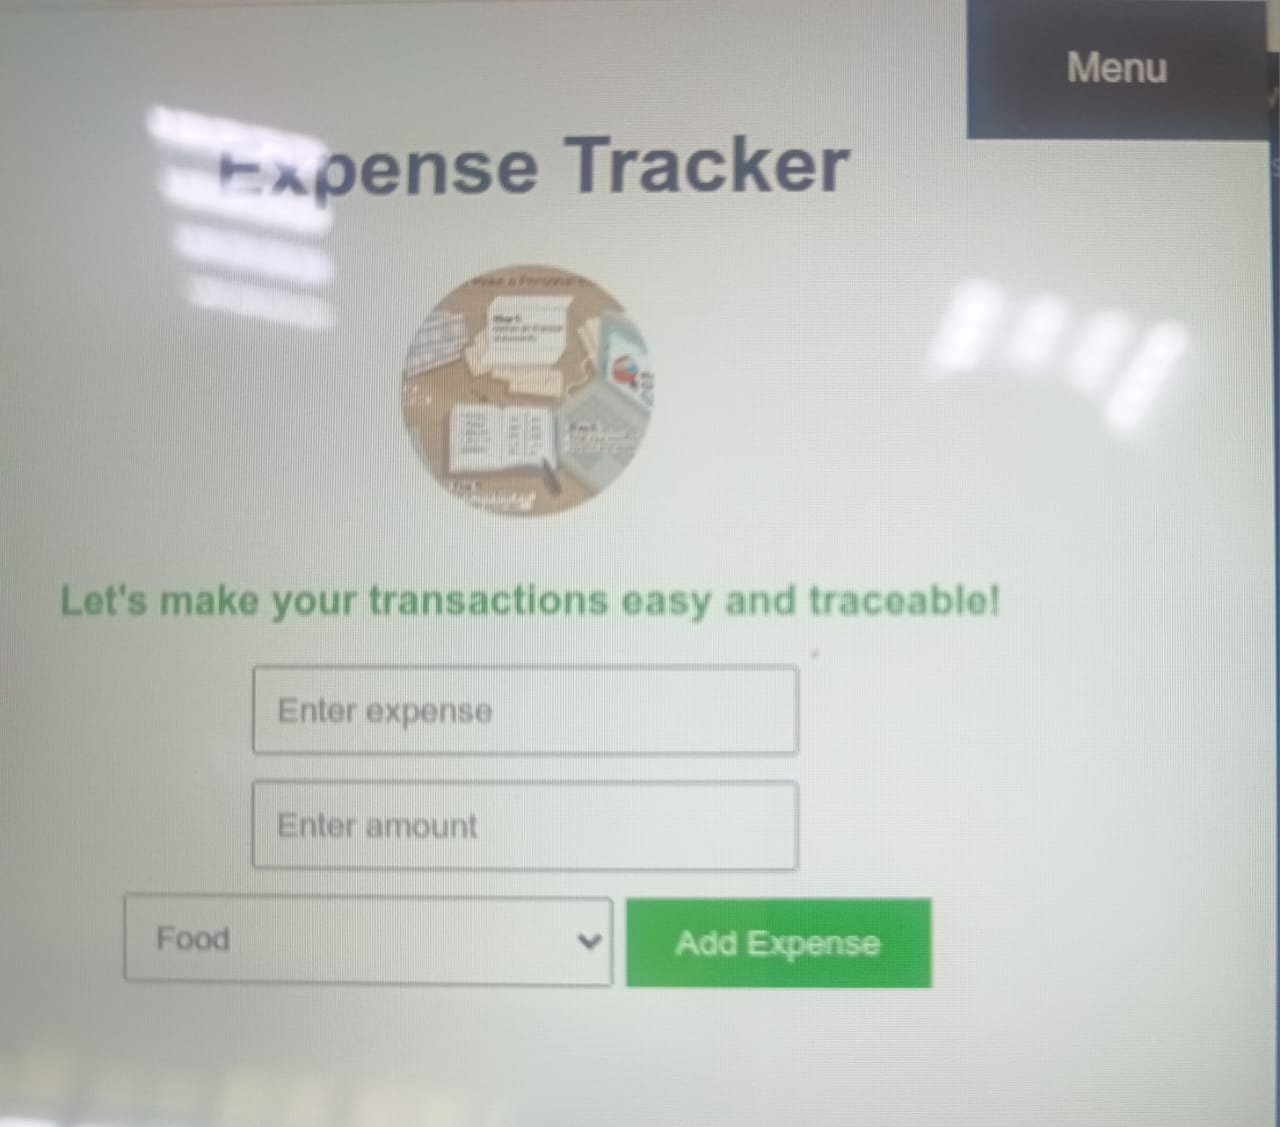 Menu
Expense Tracker
Let's make your transactions easy and traceable!
Enter expense
Enter amount
Food
Add Expense